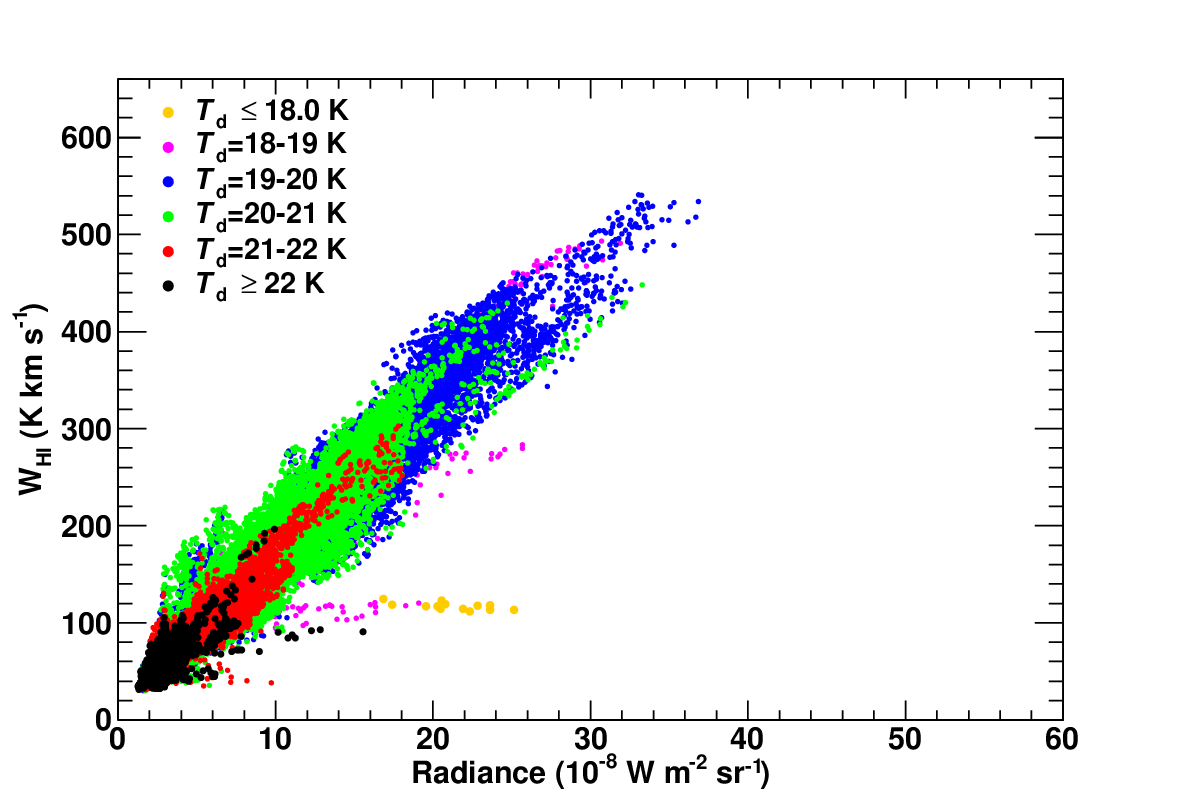 T_d ≤ 18.0 K
T_d=18-19 K
T_d=19-20 K
T_d=20-21 K
T_d=21-22 K
T_d ≥ 22 K
600
500
400
300
200
100
0
W_HI (K km s^-1)
0 10 20 30 40 50 60
Radiance (10^-8 W m^-2 sr^-1)